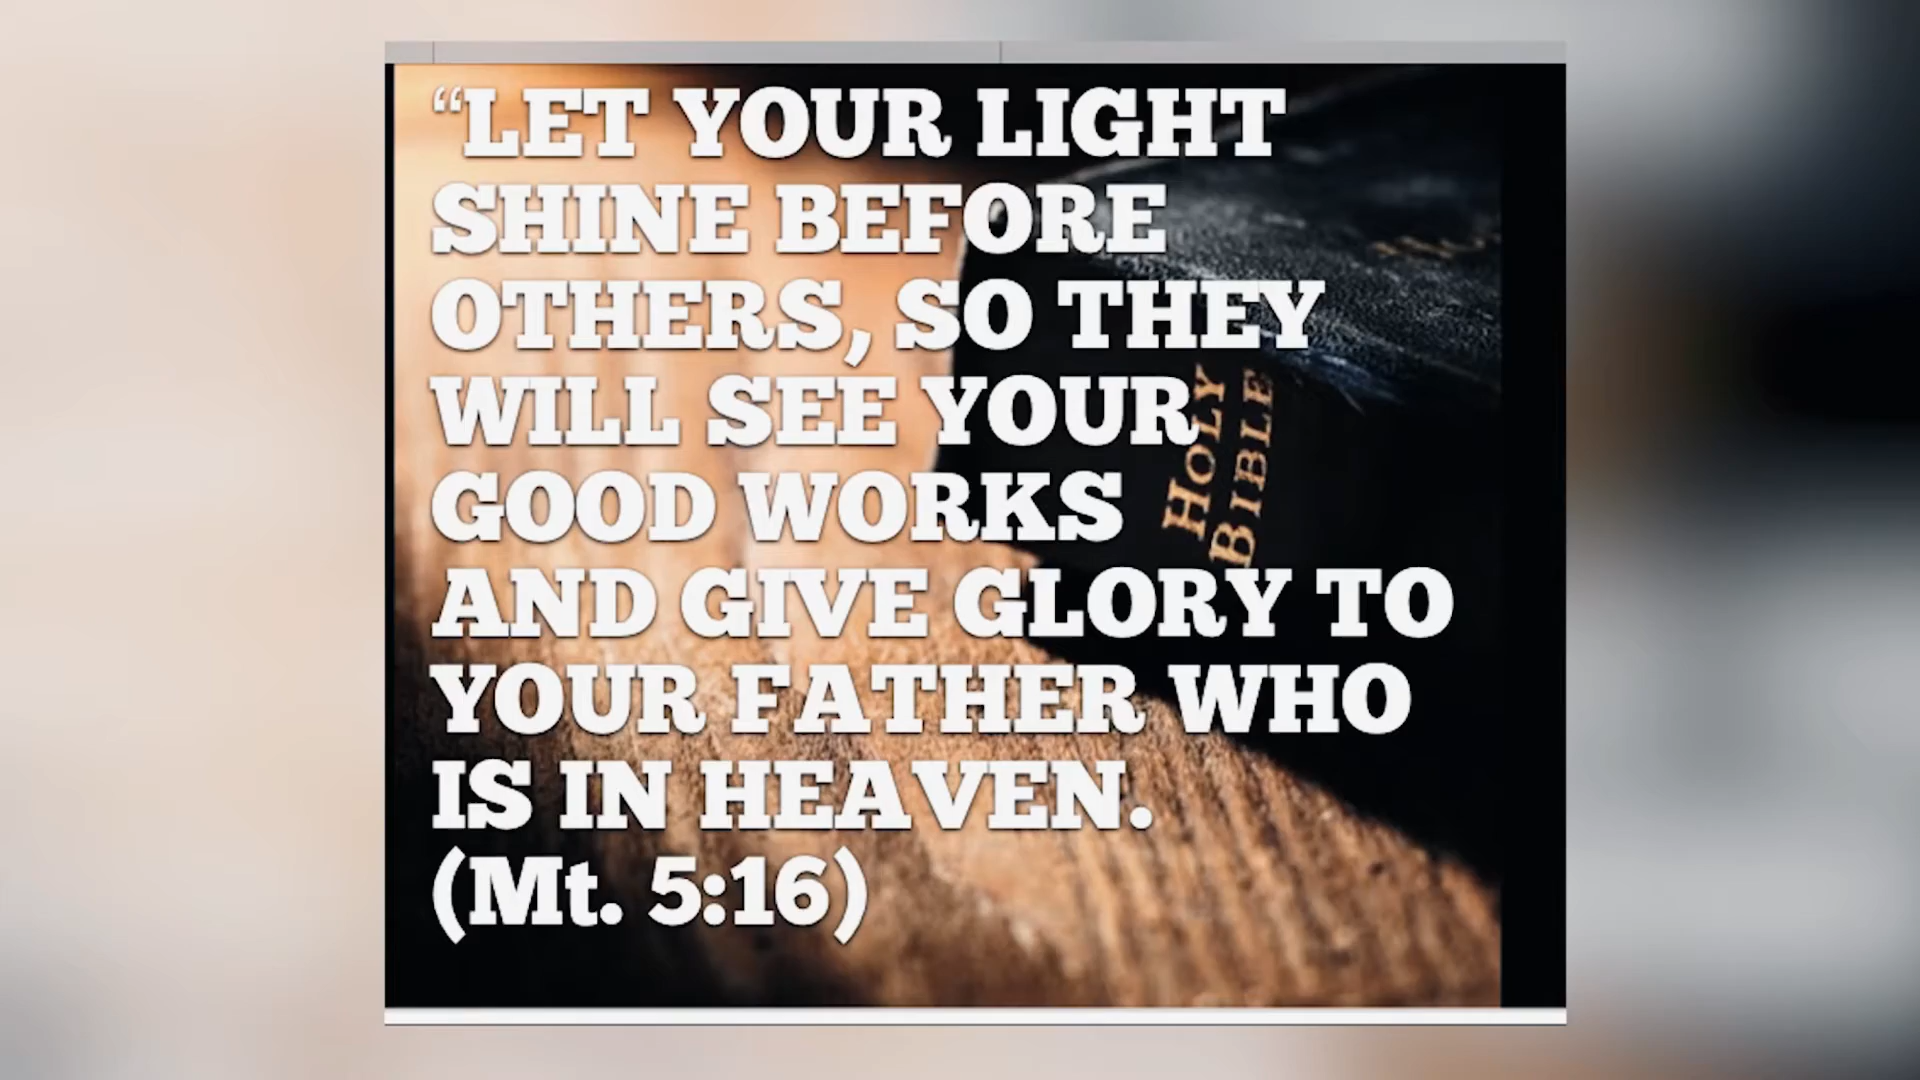 “LET YOUR LIGHT
SHINE BEFORE
OTHERS, SO THEY
WILL SEE YOUR
GOOD WORKS
AND GIVE GLORY TO
YOUR FATHER WHO
IS IN HEAVEN.
(Mt. 5:16)
HOLY
BIBLE